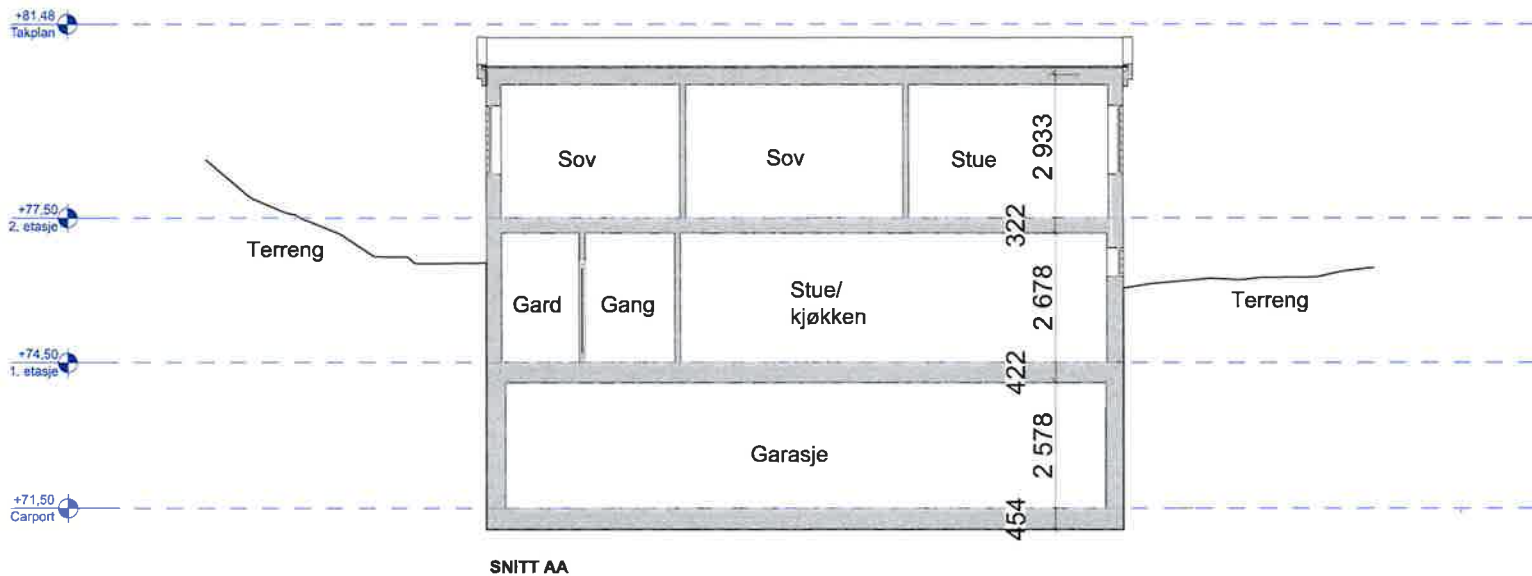 +81.48
Takplan
Sov
Sov
Stue
2 933
+77,50
2. etasje
322
Terreng
Gard
Gang
Stue/
kjøkken
2 678
Terreng
+74,50
1. etasje
422
Garasje
2 578
+71,50
Carport
454
SNITT AA